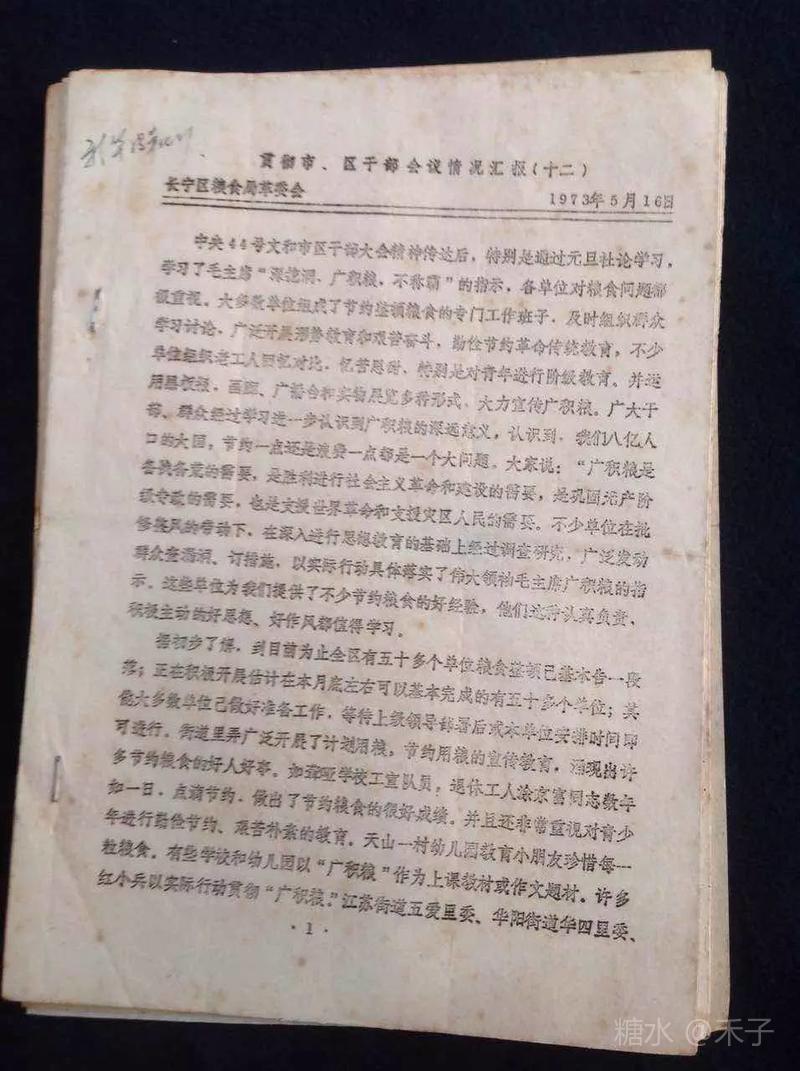 贯彻市、区干部会议情况汇报(十二)
长宁区粮食局革委会 1973年5月16日
中央44号文和市区干部大会精神传达后,特别是通过元旦社论学习,
学习了毛主席“深挖洞、广积粮、不称霸”的指示,各单位对粮食问题都
很重视。大多数单位组成了节约整顿粮食的专门工作班子,及时组织群众
学习讨论,广泛开展形势教育和艰苦奋斗,勤俭节约革命传统教育,不少
单位组织老工人回忆对比,忆苦思甜,特别是对青年进行阶级教育。并运
用黑板报,画廊、广播台和实物展览多种形式,大力宣传广积粮。广大干
部、群众经过学习进一步认识到广积粮的深远意义,认识到,我们八亿人
口的大国,节约一点还是浪费一点都是一个大问题。大家说:“广积粮是
备战备荒的需要,是胜利进行社会主义革命和建设的需要,是巩固无产阶
级专政的需要,也是支援世界革命和支援灾区人民的需要。不少单位在批
修整风的带动下,在深入进行思想教育的基础上经过调查研究,广泛发动
群众查漏洞、订措施,以实际行动具体落实了伟大领袖毛主席广积粮的指
示。这些单位为我们提供了不少节约粮食的好经验,他们这种认真负责,
积极主动的好思想、好作风都值得学习。
据初步了解,到目前为止全区有五十多个单位粮食整顿已基本告一段
落;正在积极开展估计在本月底左右可以基本完成的有五十多个单位;其
他大多数单位已做好准备工作,等待上级领导部署后或本单位安排时间即
可进行。街道里弄广泛开展了计划用粮,节约用粮的宣传教育,涌现出许
多节约粮食的好人好事。如聋哑学校工宣队员,退休工人涂京富同志数年
如一日,点滴节约,做出了节约粮食的很好成绩。并且还非常重视对青少
年进行勤俭节约、艰苦朴素的教育。天山一村幼儿园教育小朋友珍惜每一
粒粮食。有些学校和幼儿园以“广积粮”作为上课教材或作文题材。许多
红小兵以实际行动贯彻“广积粮”江苏街道五爱里委、华阳街道华四里委、
·1·
糖水 @禾子